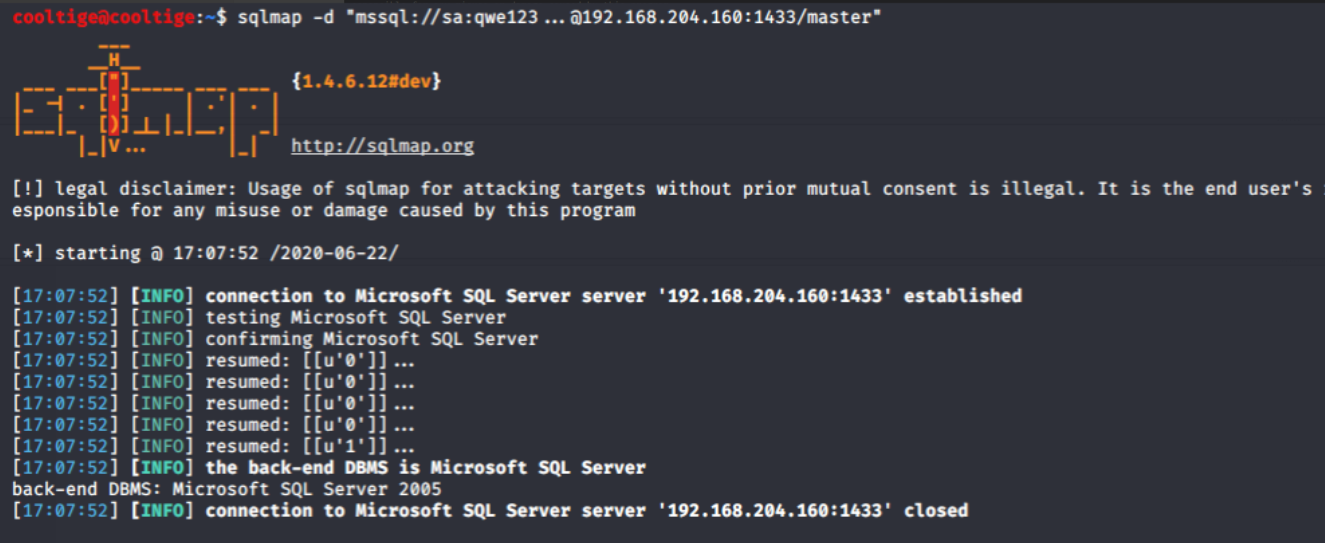 cooltige@cooltige:~$ sqlmap -d "mssql://sa:qwe123...@192.168.204.160:1433/master"
{1.4.6.12#dev}
http://sqlmap.org
[!] legal disclaimer: Usage of sqlmap for attacking targets without prior mutual consent is illegal. It is the end user's
esponsible for any misuse or damage caused by this program
[*] starting @ 17:07:52 /2020-06-22/
[17:07:52] [INFO] connection to Microsoft SQL Server server '192.168.204.160:1433' established
[17:07:52] [INFO] testing Microsoft SQL Server
[17:07:52] [INFO] confirming Microsoft SQL Server
[17:07:52] [INFO] resumed: [[u'0']]...
[17:07:52] [INFO] resumed: [[u'0']]...
[17:07:52] [INFO] resumed: [[u'0']]...
[17:07:52] [INFO] resumed: [[u'0']]...
[17:07:52] [INFO] resumed: [[u'1']]...
[17:07:52] [INFO] the back-end DBMS is Microsoft SQL Server
back-end DBMS: Microsoft SQL Server 2005
[17:07:52] [INFO] connection to Microsoft SQL Server server '192.168.204.160:1433' closed